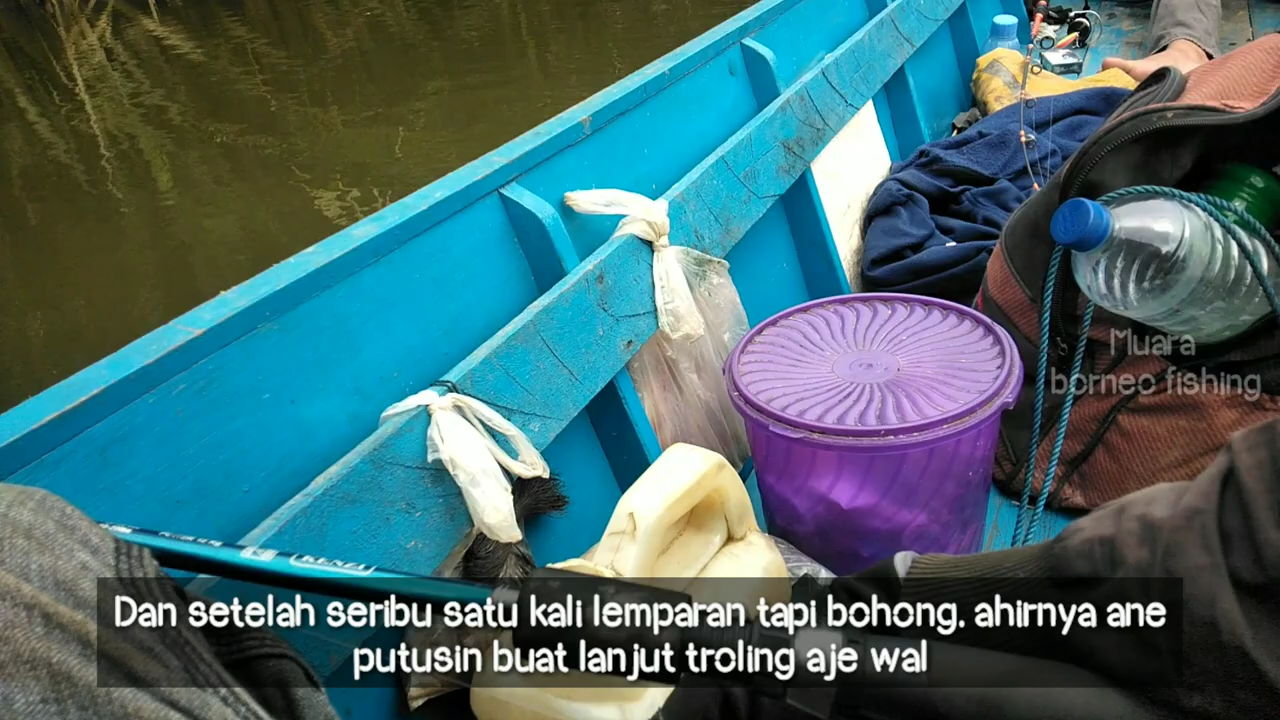 Muara
borneo fishing
KENZI
Dan setelah seribu satu kali lemparan tapi bohong. ahirnya ane
putusin buat lanjut troling aje wal